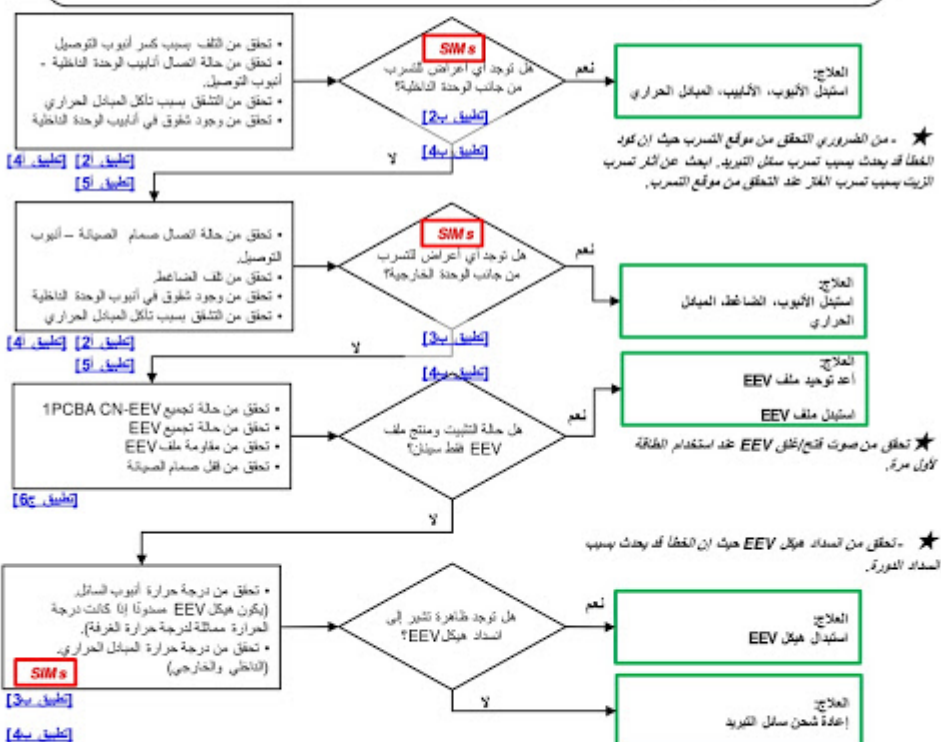 • تحقق من التلف بسبب كسر أنبوب التوصيل
• تحقق من حالة اتصال أنابيب الوحدة الداخلية -
أنبوب التوصيل.
• تحقق من التشقق بسبب تآكل المبادل الحراري
• تحقق من وجود شقوق في أنابيب الوحدة الداخلية
[تطبيق أ2] [تطبيق أ4]
[تطبيق أ5]
SIMs
هل توجد أي أعراض للتسرب
من جانب الوحدة الداخلية؟
[تطبيق ب2]
[تطبيق ب4]
نعم
لا
العلاج:
استبدل الأنبوب، الأنابيب، المبادل الحراري
★ - من الضروري التحقق من موقع التسرب حيث إن كود
الخطأ قد يحدث بسبب تسرب سائل التبريد. ابحث عن آثار تسرب
الزيت بسبب تسرب الغاز عند التحقق من موقع التسرب.
• تحقق من حالة اتصال صمام الصيانة – أنبوب
التوصيل.
• تحقق من تلف الضاغط
• تحقق من وجود شقوق في أنبوب الوحدة الداخلية
• تحقق من التشقق بسبب تآكل المبادل الحراري
[تطبيق أ2] [تطبيق أ4]
[تطبيق أ5]
SIMs
هل توجد أي أعراض للتسرب
من جانب الوحدة الخارجية؟
[تطبيق ب3]
[تطبيق ب4]
نعم
لا
العلاج:
استبدل الأنبوب، الضاغط، المبادل
الحراري
• تحقق من حالة تجميع 1PCBA CN-EEV
• تحقق من حالة تجميع EEV
• تحقق من مقاومة ملف EEV
• تحقق من قفل صمام الصيانة
[تطبيق ج6]
هل حالة التثبيت ومنتج ملف
EEV فقط سيئان؟
نعم
لا
العلاج:
أعد توحيد ملف EEV
استبدل ملف EEV
★ تحقق من صوت فتح/غلق EEV عند استخدام الطاقة
لأول مرة.
★ - تحقق من انسداد هيكل EEV حيث إن الخطأ قد يحدث بسبب
انسداد الدورة.
• تحقق من درجة حرارة أنبوب السائل.
(يكون هيكل EEV مسدودًا إذا كانت درجة
الحرارة مماثلة لدرجة حرارة الغرفة).
• تحقق من درجة حرارة المبادل الحراري.
(الداخلي والخارجي)
SIMs
[تطبيق ب3]
[تطبيق ب4]
هل توجد ظاهرة تشير إلى
انسداد هيكل EEV؟
نعم
لا
العلاج:
استبدال هيكل EEV
العلاج:
إعادة شحن سائل التبريد